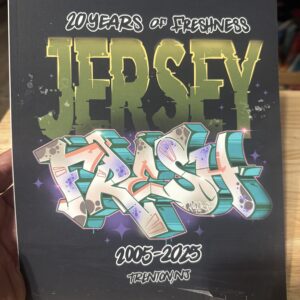 20 YEARS OF FRESHNESS
JERSEY
FRESH
2005-2025
TRENTON, NJ